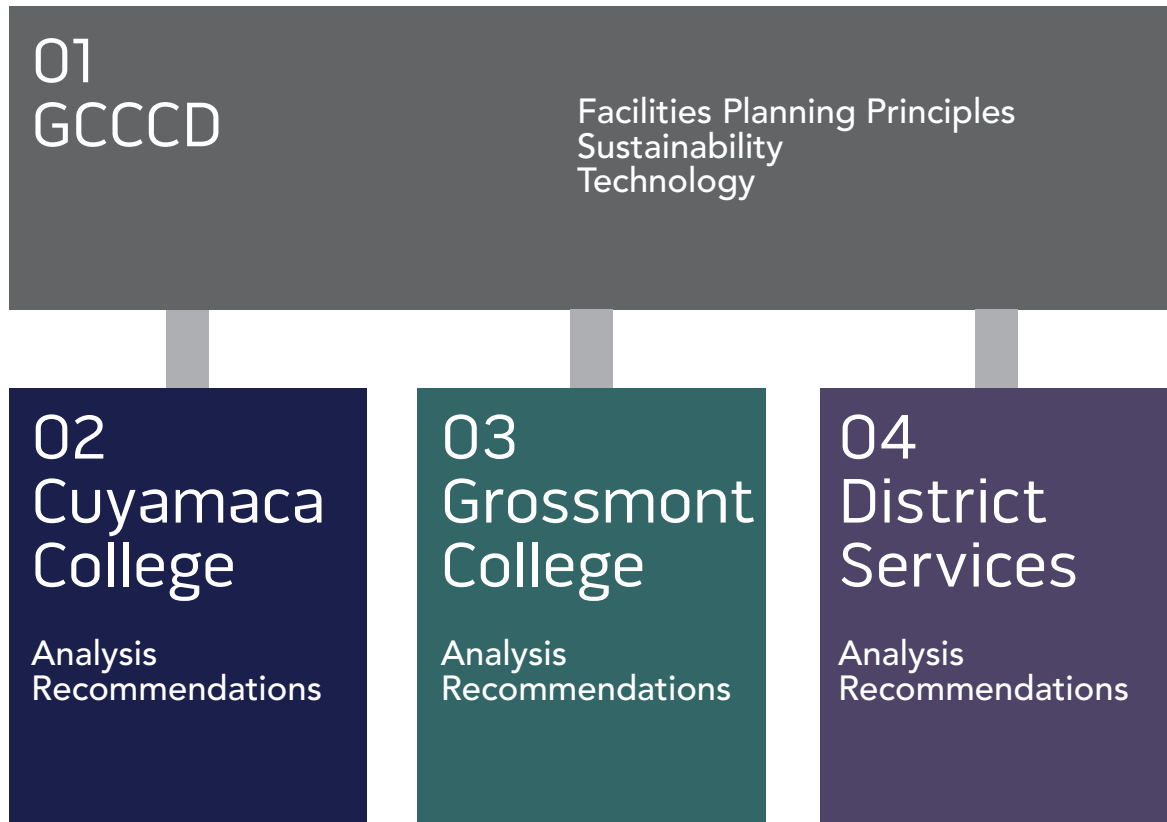 01
GCCCD
Facilities Planning Principles
Sustainability
Technology
02
Cuyamaca
College
Analysis
Recommendations
03
Grossmont
College
Analysis
Recommendations
04
District
Services
Analysis
Recommendations